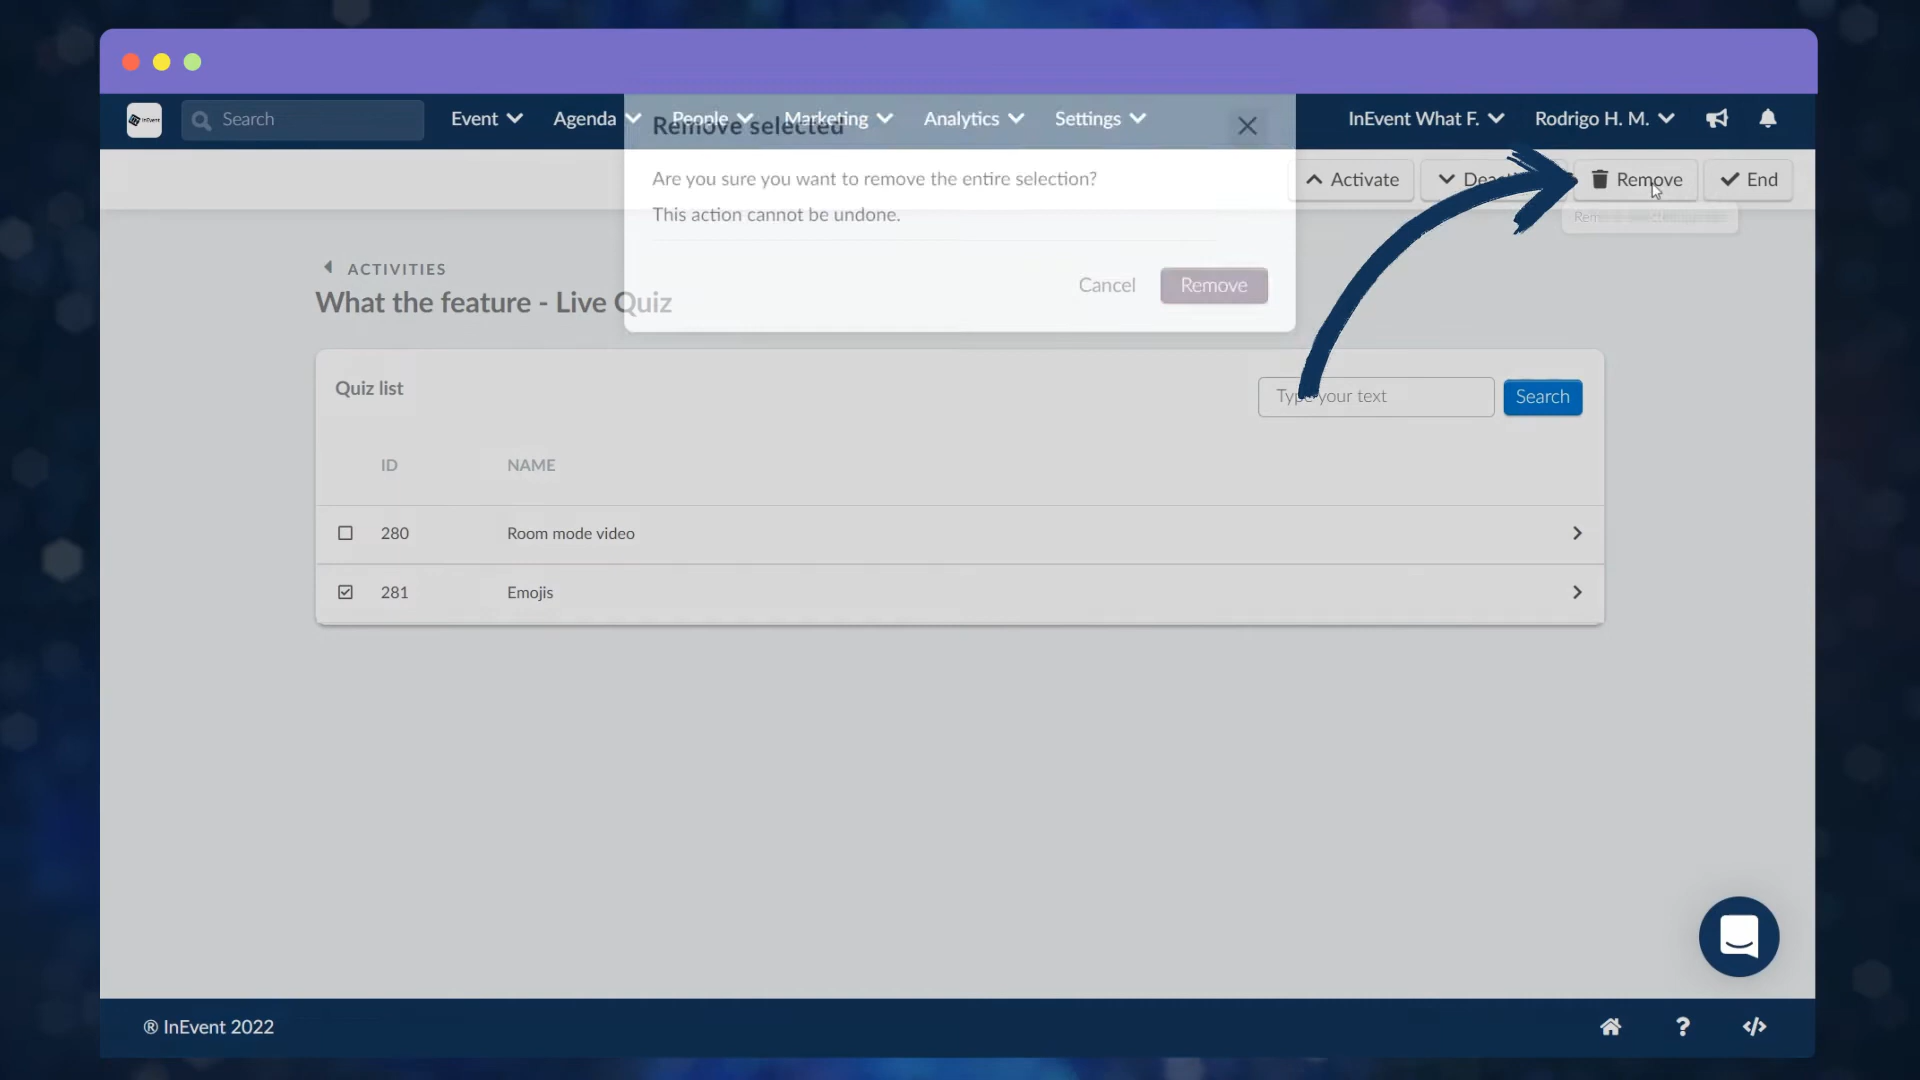 InEvent
Search
Event
Agenda
People
Marketing
Analytics
Settings
InEvent What F.
Rodrigo H. M.
Remove selected
Are you sure you want to remove the entire selection?
This action cannot be undone.
Cancel
Remove
Activate
Remove
End
ACTIVITIES
What the feature - Live Quiz
Quiz list
Type your text
Search
ID NAME
280 Room mode video
281 Emojis
® InEvent 2022